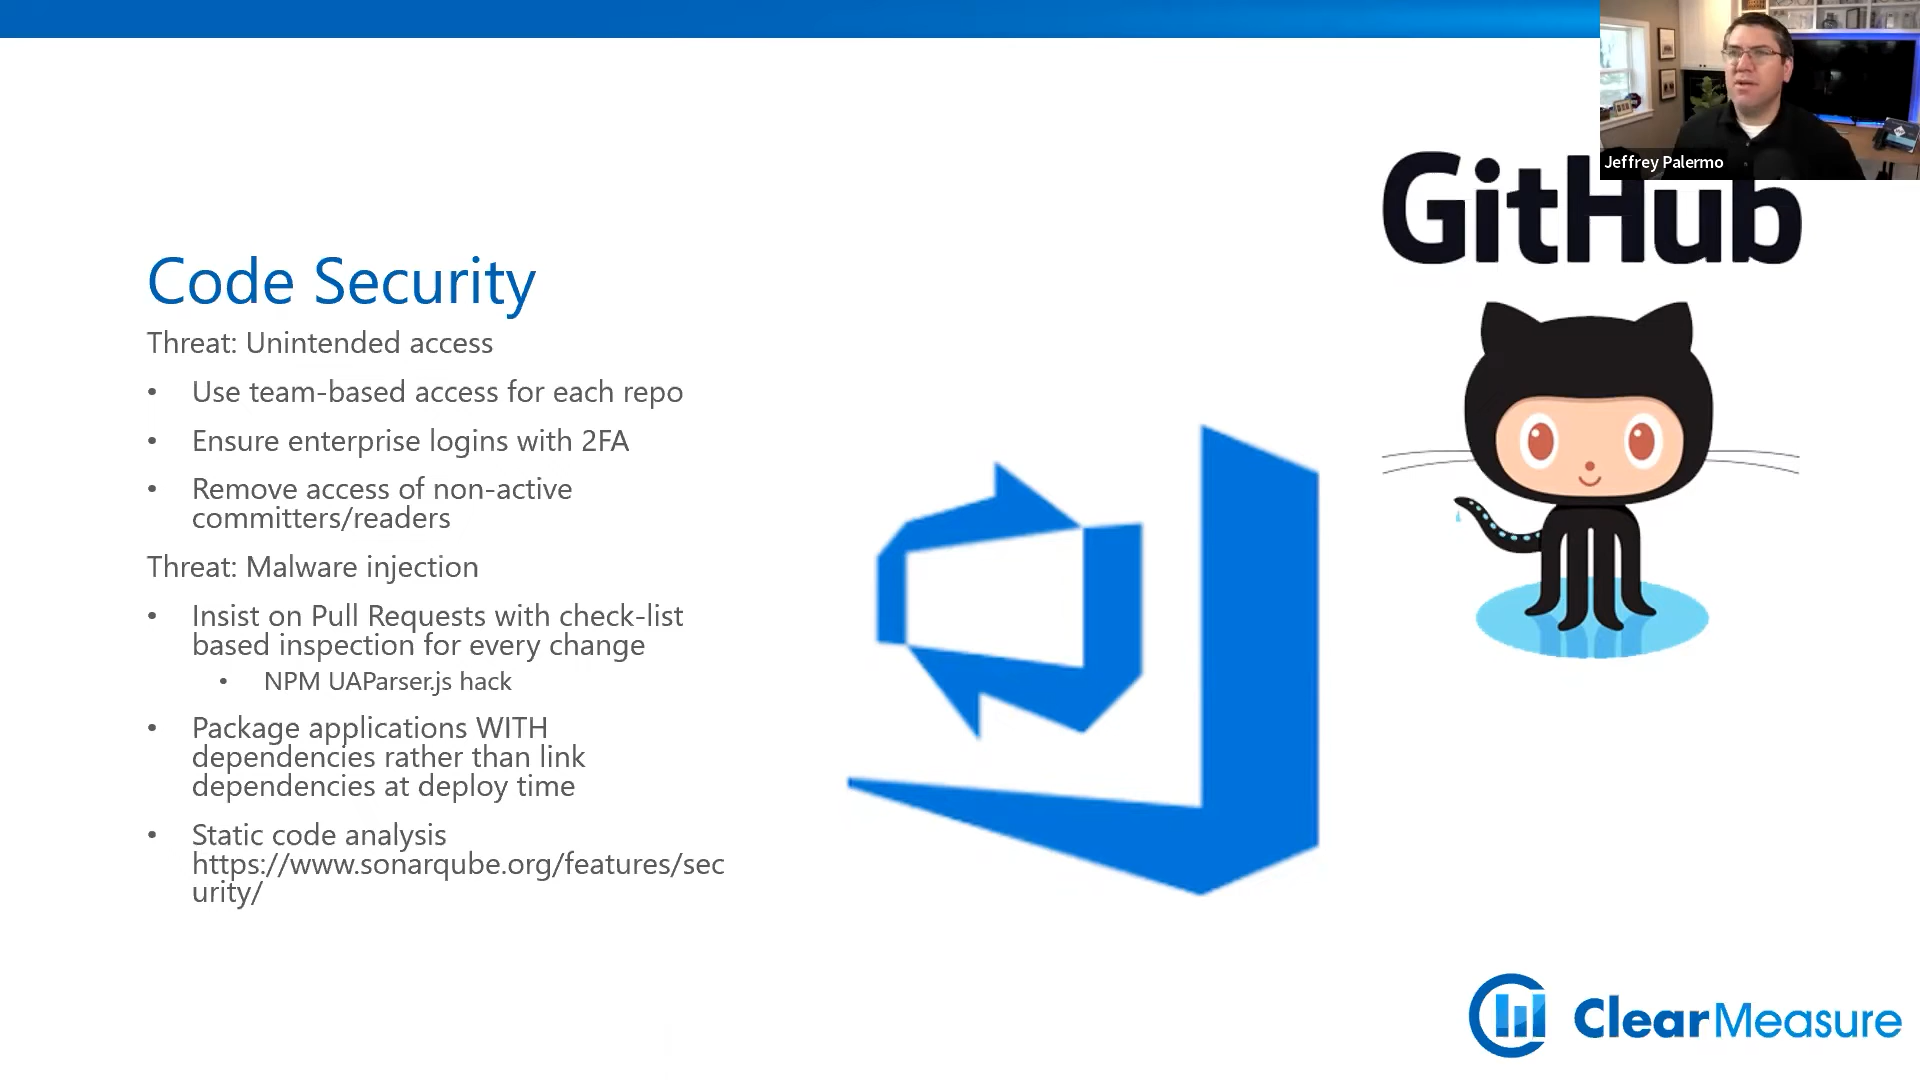 Jeffrey Palermo
GitHub
Code Security
Threat: Unintended access
• Use team-based access for each repo
• Ensure enterprise logins with 2FA
• Remove access of non-active
committers/readers
Threat: Malware injection
• Insist on Pull Requests with check-list
based inspection for every change
• NPM UAParser.js hack
• Package applications WITH
dependencies rather than link
dependencies at deploy time
• Static code analysis
https://www.sonarqube.org/features/sec
urity/
ClearMeasure